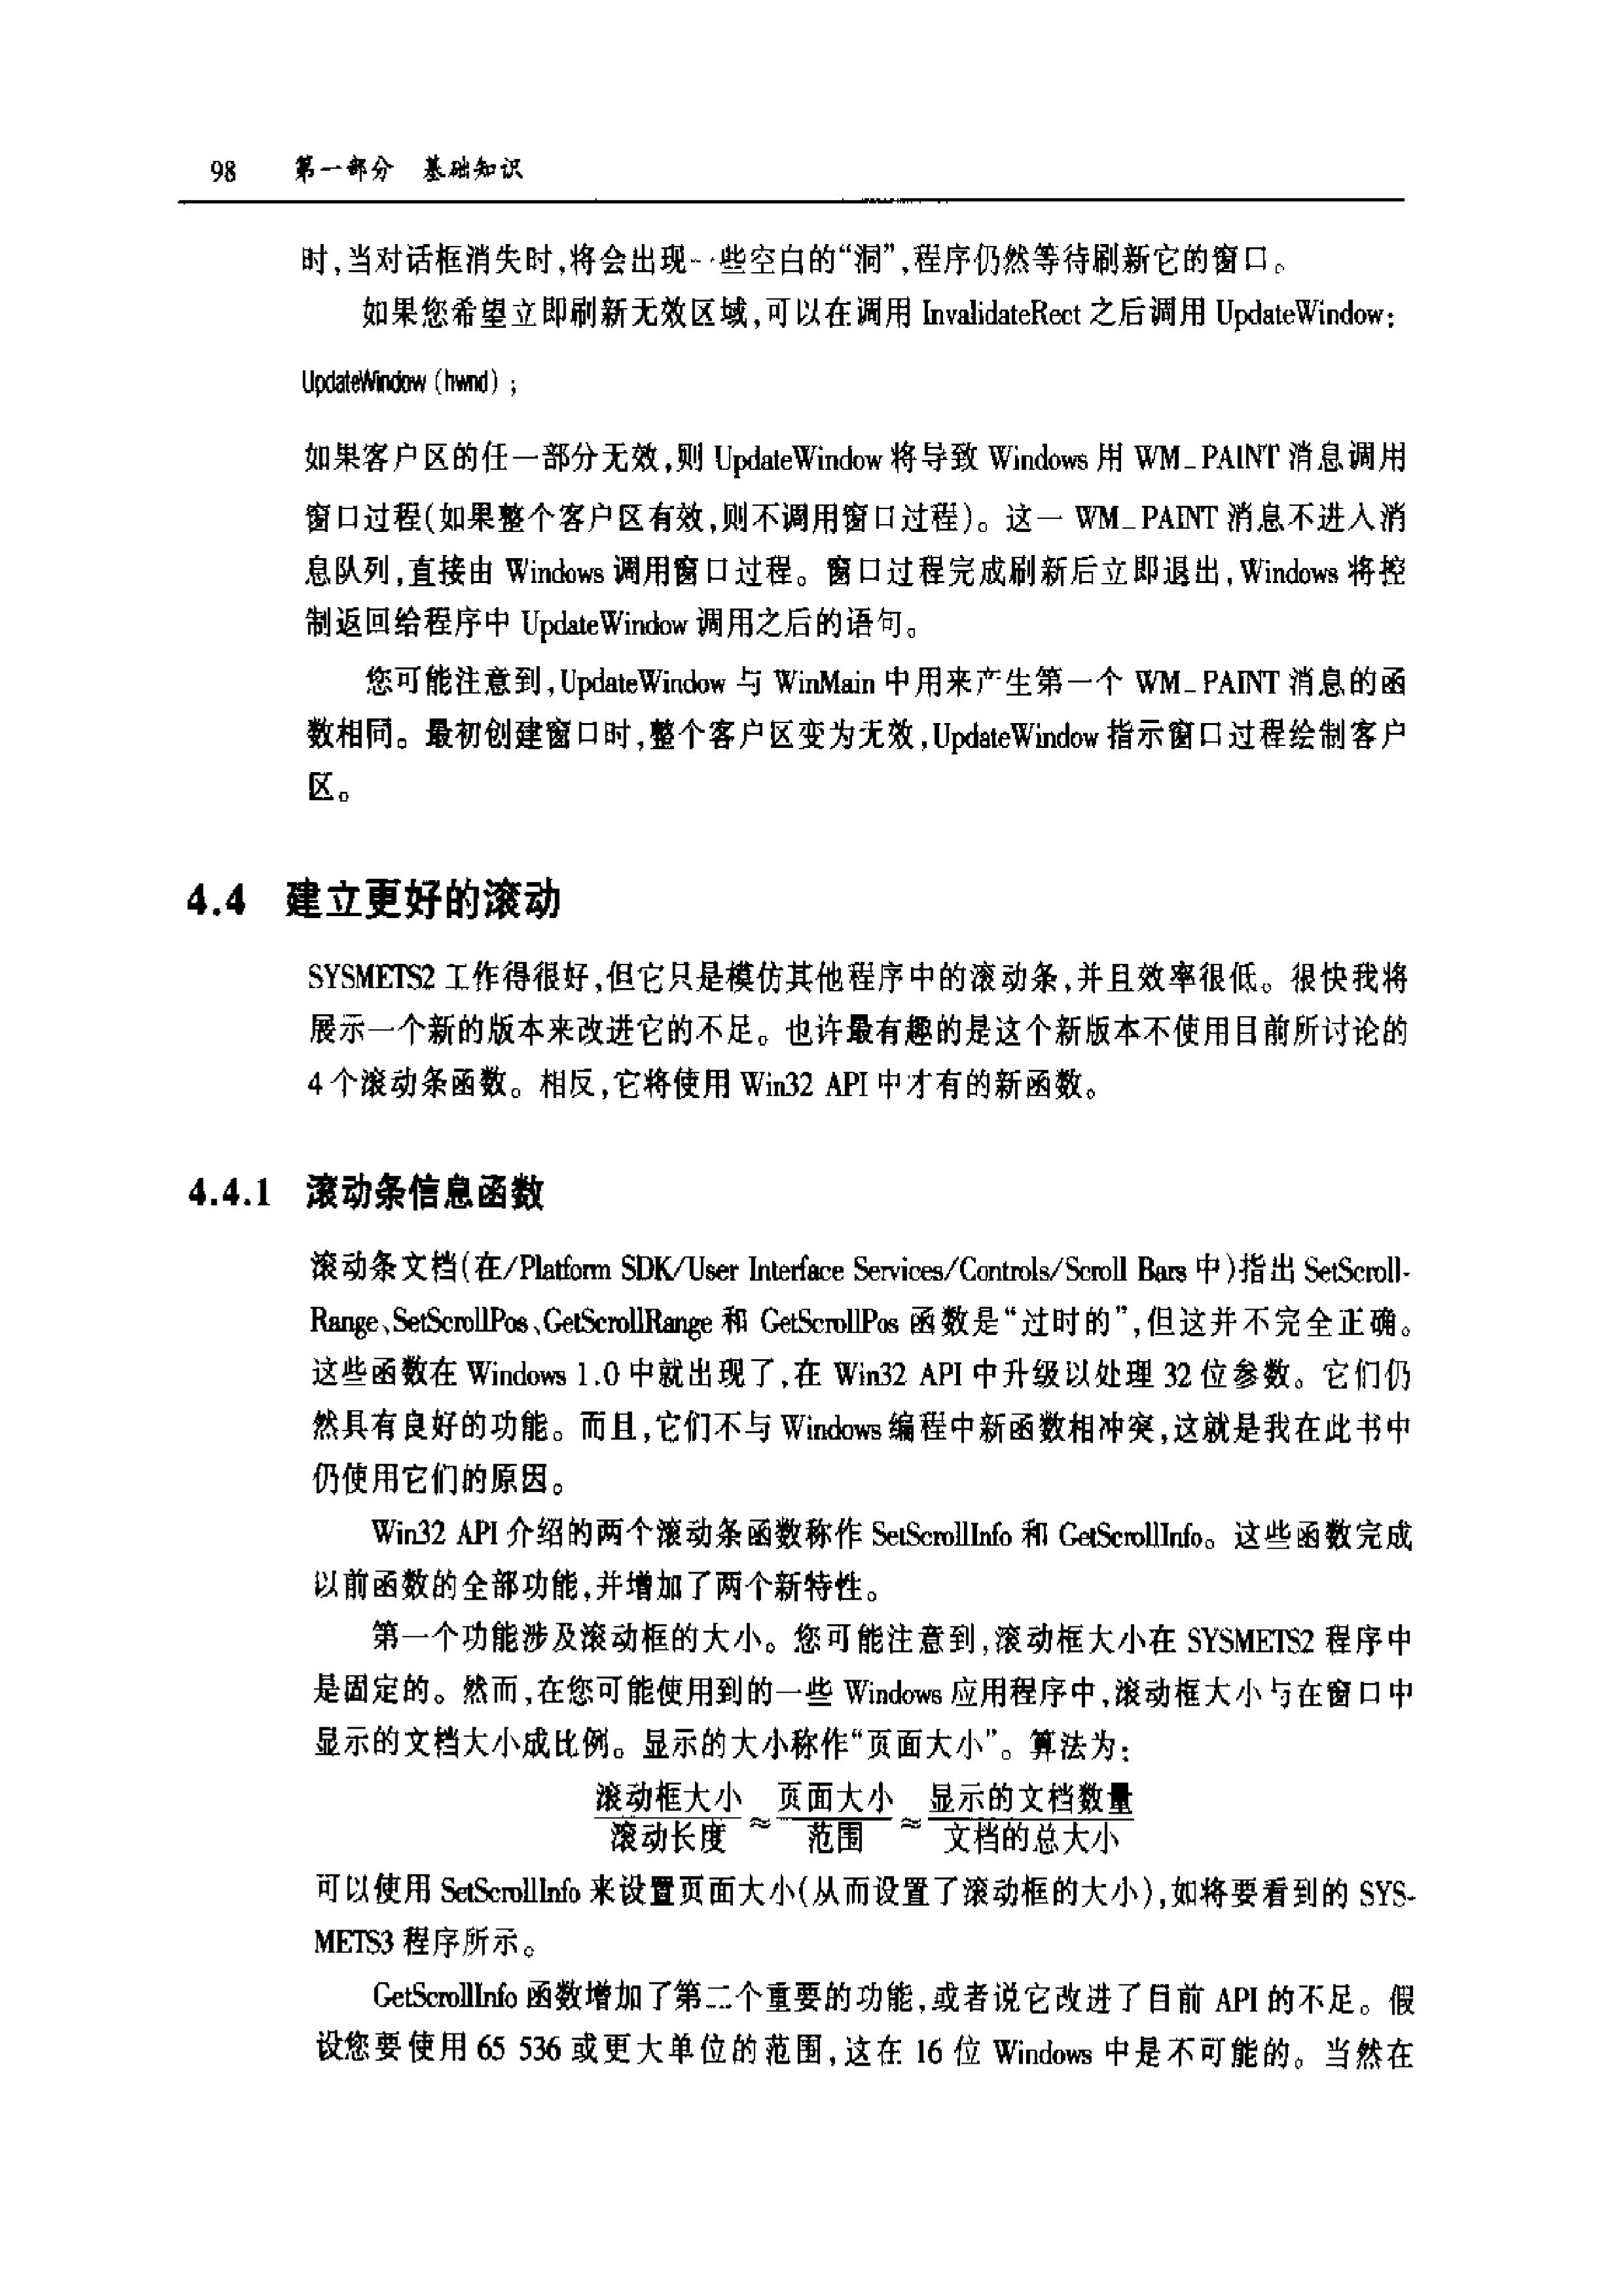 98 第一部分 基础知识
时,当对话框消失时,将会出现一些空白的“洞”,程序仍然等待刷新它的窗口。
如果您希望立即刷新无效区域,可以在调用 InvalidateRect 之后调用 UpdateWindow:
UpdateWindow (hwnd) ;
如果客户区的任一部分无效,则 UpdateWindow 将导致 Windows 用 WM_PAINT 消息调用
窗口过程(如果整个客户区有效,则不调用窗口过程)。这一 WM_PAINT 消息不进入消
息队列,直接由 Windows 调用窗口过程。窗口过程完成刷新后立即退出,Windows 将控
制返回给程序中 UpdateWindow 调用之后的语句。
您可能注意到,UpdateWindow 与 WinMain 中用来产生第一个 WM_PAINT 消息的函
数相同。最初创建窗口时,整个客户区变为无效,UpdateWindow 指示窗口过程绘制客户
区。
4.4 建立更好的滚动
SYSMETS2 工作得很好,但它只是模仿其他程序中的滚动条,并且效率很低。很快我将
展示一个新的版本来改进它的不足。也许最有趣的是这个新版本不使用目前所讨论的
4 个滚动条函数。相反,它将使用 Win32 API 中才有的新函数。
4.4.1 滚动条信息函数
滚动条文档(在/Platform SDK/User Interface Services/Controls/Scroll Bars 中)指出 SetScroll-
Range、SetScrollPos、GetScrollRange 和 GetScrollPos 函数是“过时的”,但这并不完全正确。
这些函数在 Windows 1.0 中就出现了,在 Win32 API 中升级以处理 32 位参数。它们仍
然具有良好的功能。而且,它们不与 Windows 编程中新函数相冲突,这就是我在此书中
仍使用它们的原因。
Win32 API 介绍的两个滚动条函数称作 SetScrollInfo 和 GetScrollInfo。这些函数完成
以前函数的全部功能,并增加了两个新特性。
第一个功能涉及滚动框的大小。您可能注意到,滚动框大小在 SYSMETS2 程序中
是固定的。然而,在您可能使用到的一些 Windows 应用程序中,滚动框大小与在窗口中
显示的文档大小成比例。显示的大小称作“页面大小”。算法为:
滚动框大小 页面大小 显示的文档数量
≈ ≈
滚动长度 范围 文档的总大小
可以使用 SetScrollInfo 来设置页面大小(从而设置了滚动框的大小),如将要看到的 SYS-
METS3 程序所示。
GetScrollInfo 函数增加了第二个重要的功能,或者说它改进了目前 API 的不足。假
设您要使用 65 536 或更大单位的范围,这在 16 位 Windows 中是不可能的。当然在